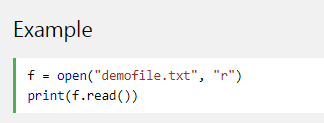 Example
f = open("demofile.txt", "r")
print(f.read())